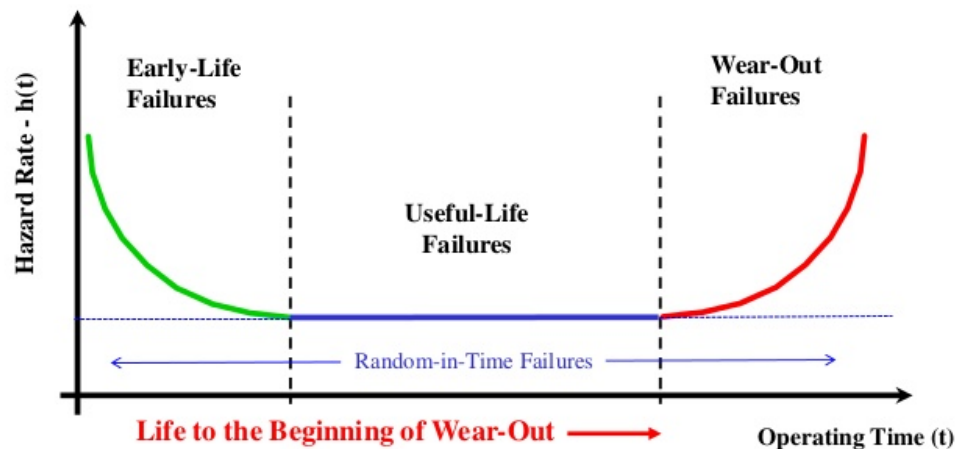 Early-Life
Failures
Wear-Out
Failures
Hazard Rate - h(t)
Useful-Life
Failures
Random-in-Time Failures
Life to the Beginning of Wear-Out
Operating Time (t)